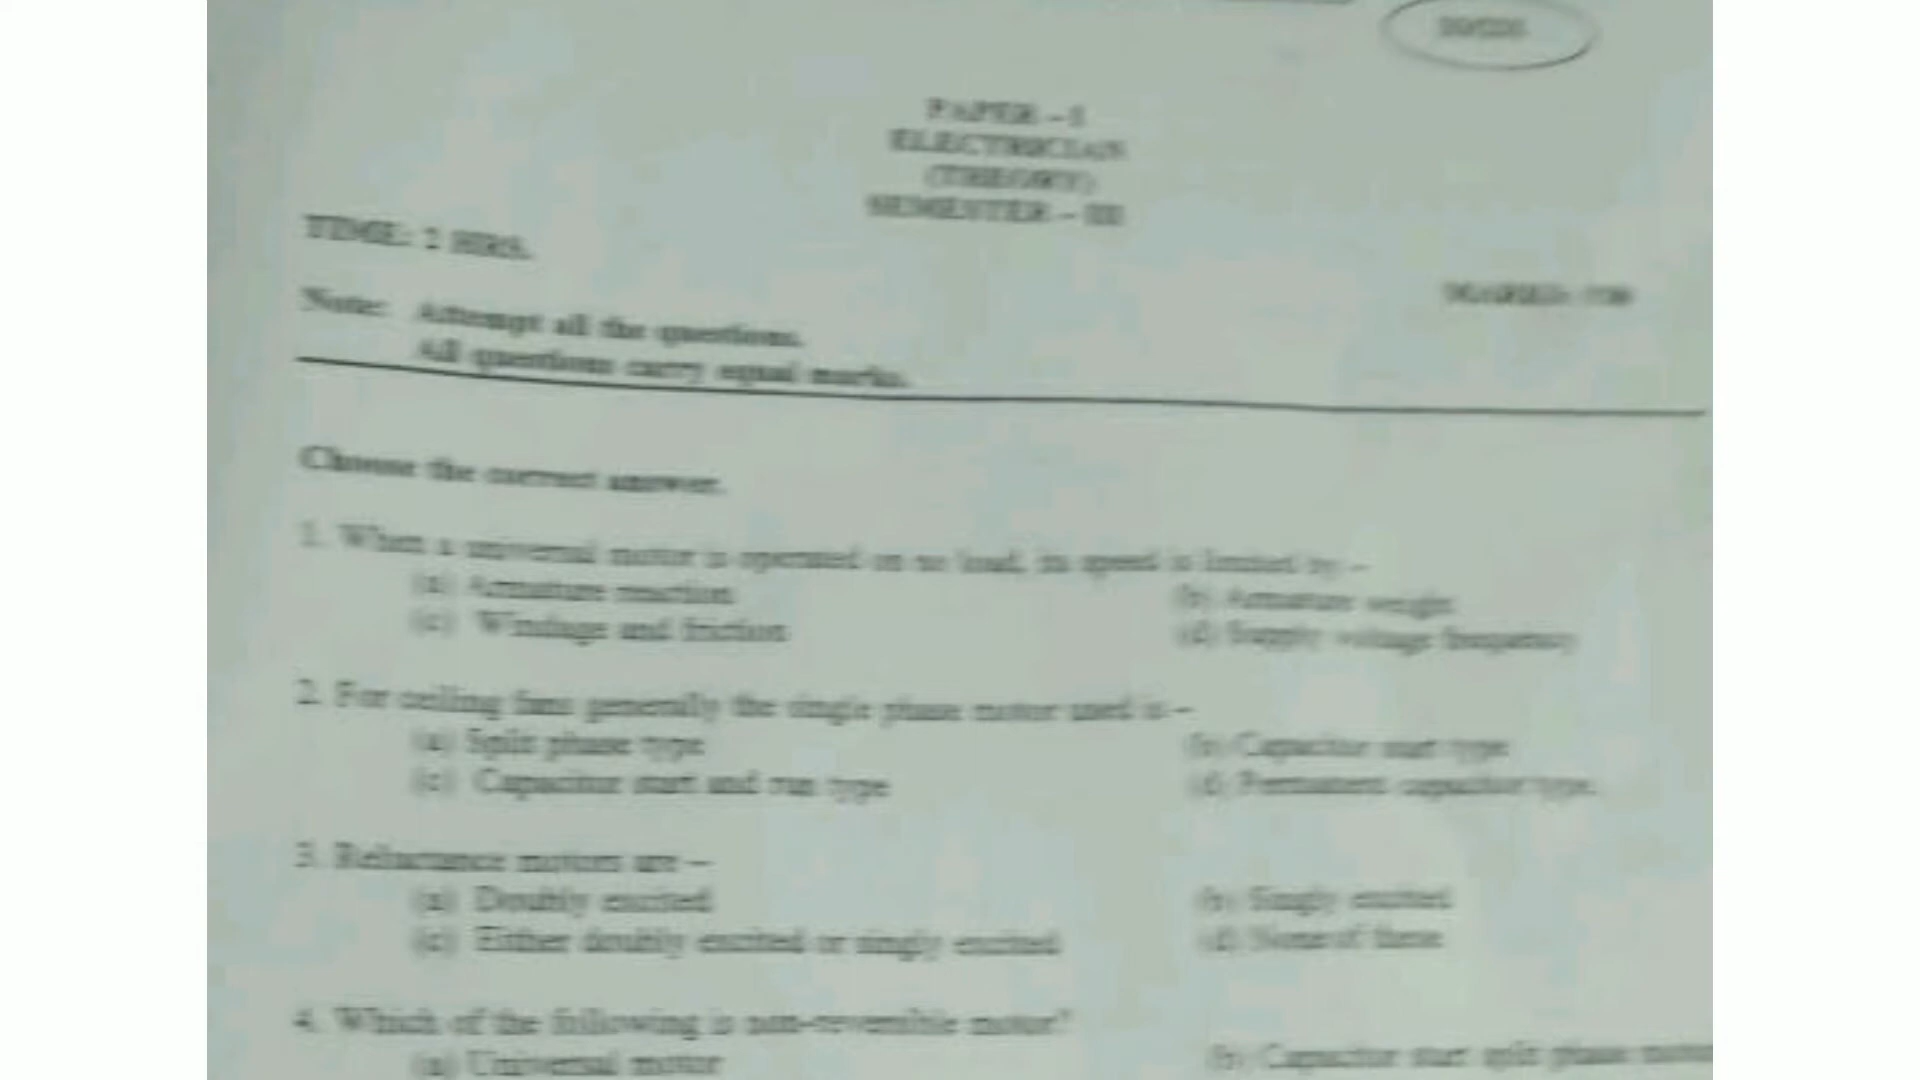 PAPER – I
ELECTRICIAN
(THEORY)
SEMESTER – III
TIME: 2 HRS.
MARKS:
Note: Attempt all the questions.
All questions carry equal marks.
Choose the correct answer.
1. When a universal motor is operated on no load, its speed is limited by –
(a) Armature reaction (b) Armature weight
(c) Windage and friction (d) Supply voltage frequency
2. For ceiling fans generally the single phase motor used is –
(a) Split phase type (b) Capacitor start type
(c) Capacitor start and run type (d) Permanent capacitor type.
3. Reluctance motors are –
(a) Doubly excited (b) Singly excited
(c) Either doubly excited or singly excited (d) None of these
4. Which of the following is non-reversible motor?
(a) Universal motor (b) Capacitor start split phase motor